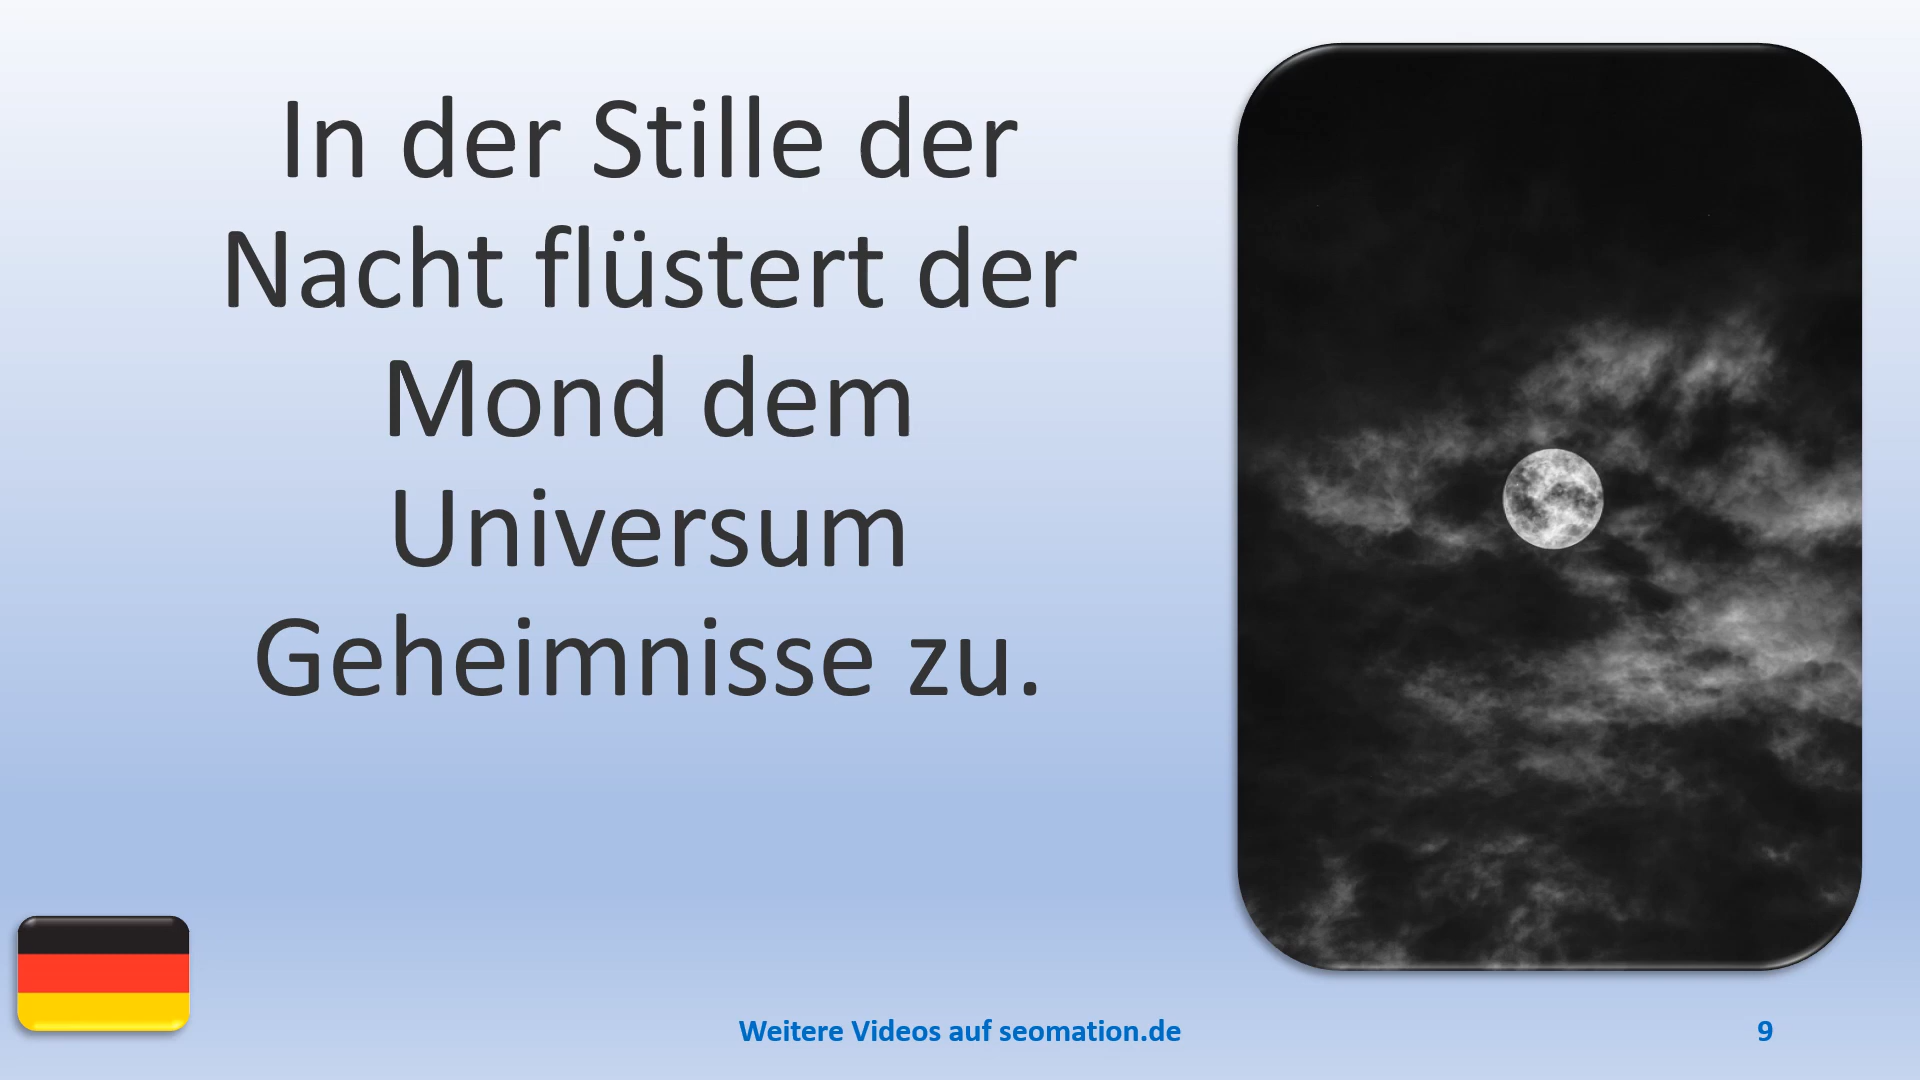 In der Stille der
Nacht flüstert der
Mond dem
Universum
Geheimnisse zu.
Weitere Videos auf seomation.de
9